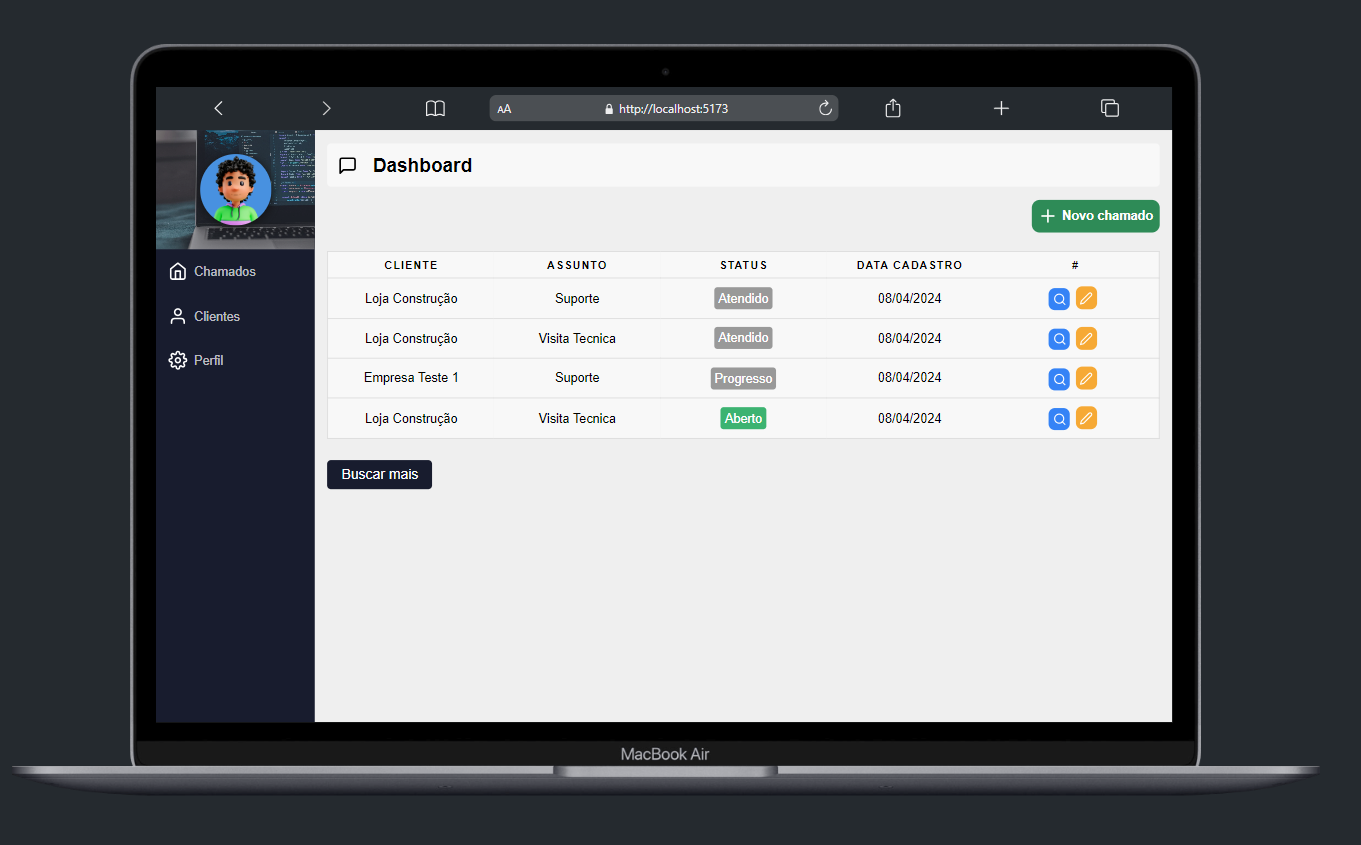 AA http://localhost:5173
Dashboard
Novo chamado
Chamados
Clientes
Perfil
CLIENTE ASSUNTO STATUS DATA CADASTRO #
Loja Construção Suporte Atendido 08/04/2024
Loja Construção Visita Tecnica Atendido 08/04/2024
Empresa Teste 1 Suporte Progresso 08/04/2024
Loja Construção Visita Tecnica Aberto 08/04/2024
Buscar mais
MacBook Air